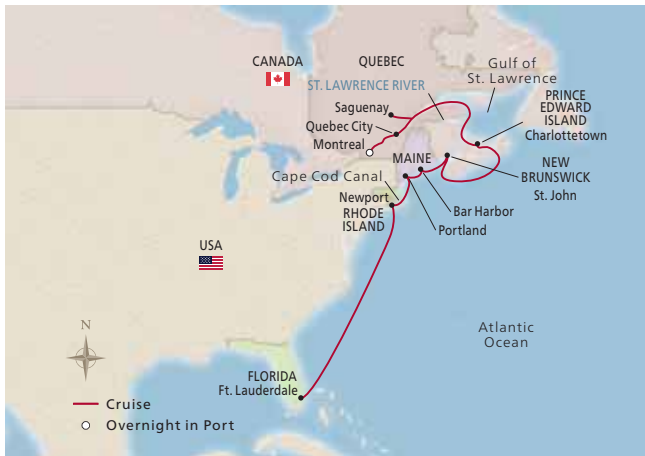 CANADA
QUEBEC
Gulf of
St. Lawrence
ST. LAWRENCE RIVER
PRINCE
EDWARD
ISLAND
Charlottetown
Saguenay
Quebec City
Montreal
MAINE
NEW
BRUNSWICK
St. John
Cape Cod Canal
Newport
RHODE
ISLAND
Bar Harbor
Portland
USA
Atlantic
Ocean
N
FLORIDA
Ft. Lauderdale
Cruise
Overnight in Port